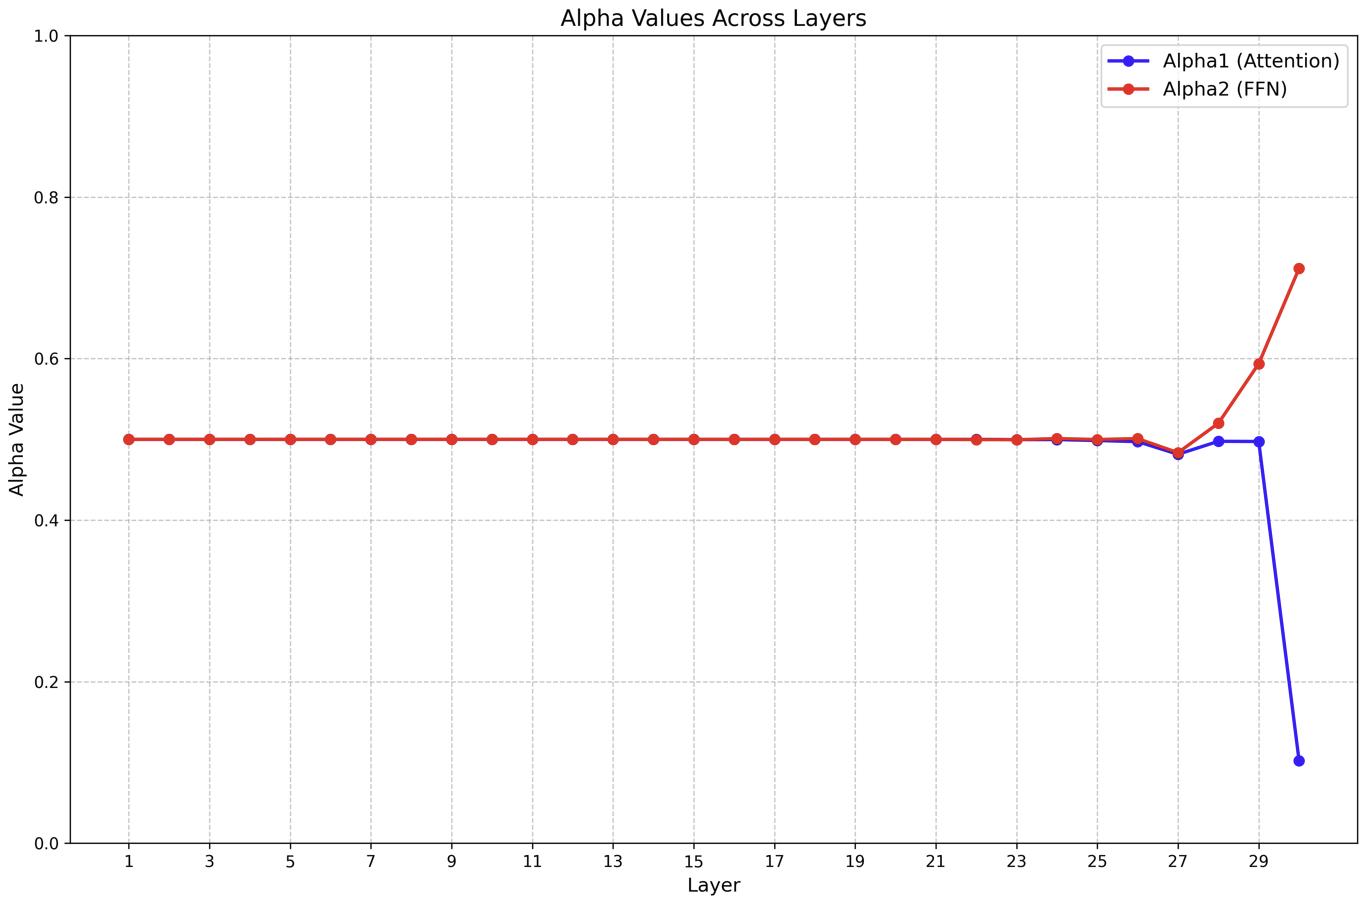 Alpha Values Across Layers
Alpha1 (Attention)
Alpha2 (FFN)
Alpha Value
1.0
0.8
0.6
0.4
0.2
0.0
1 3 5 7 9 11 13 15 17 19 21 23 25 27 29
Layer